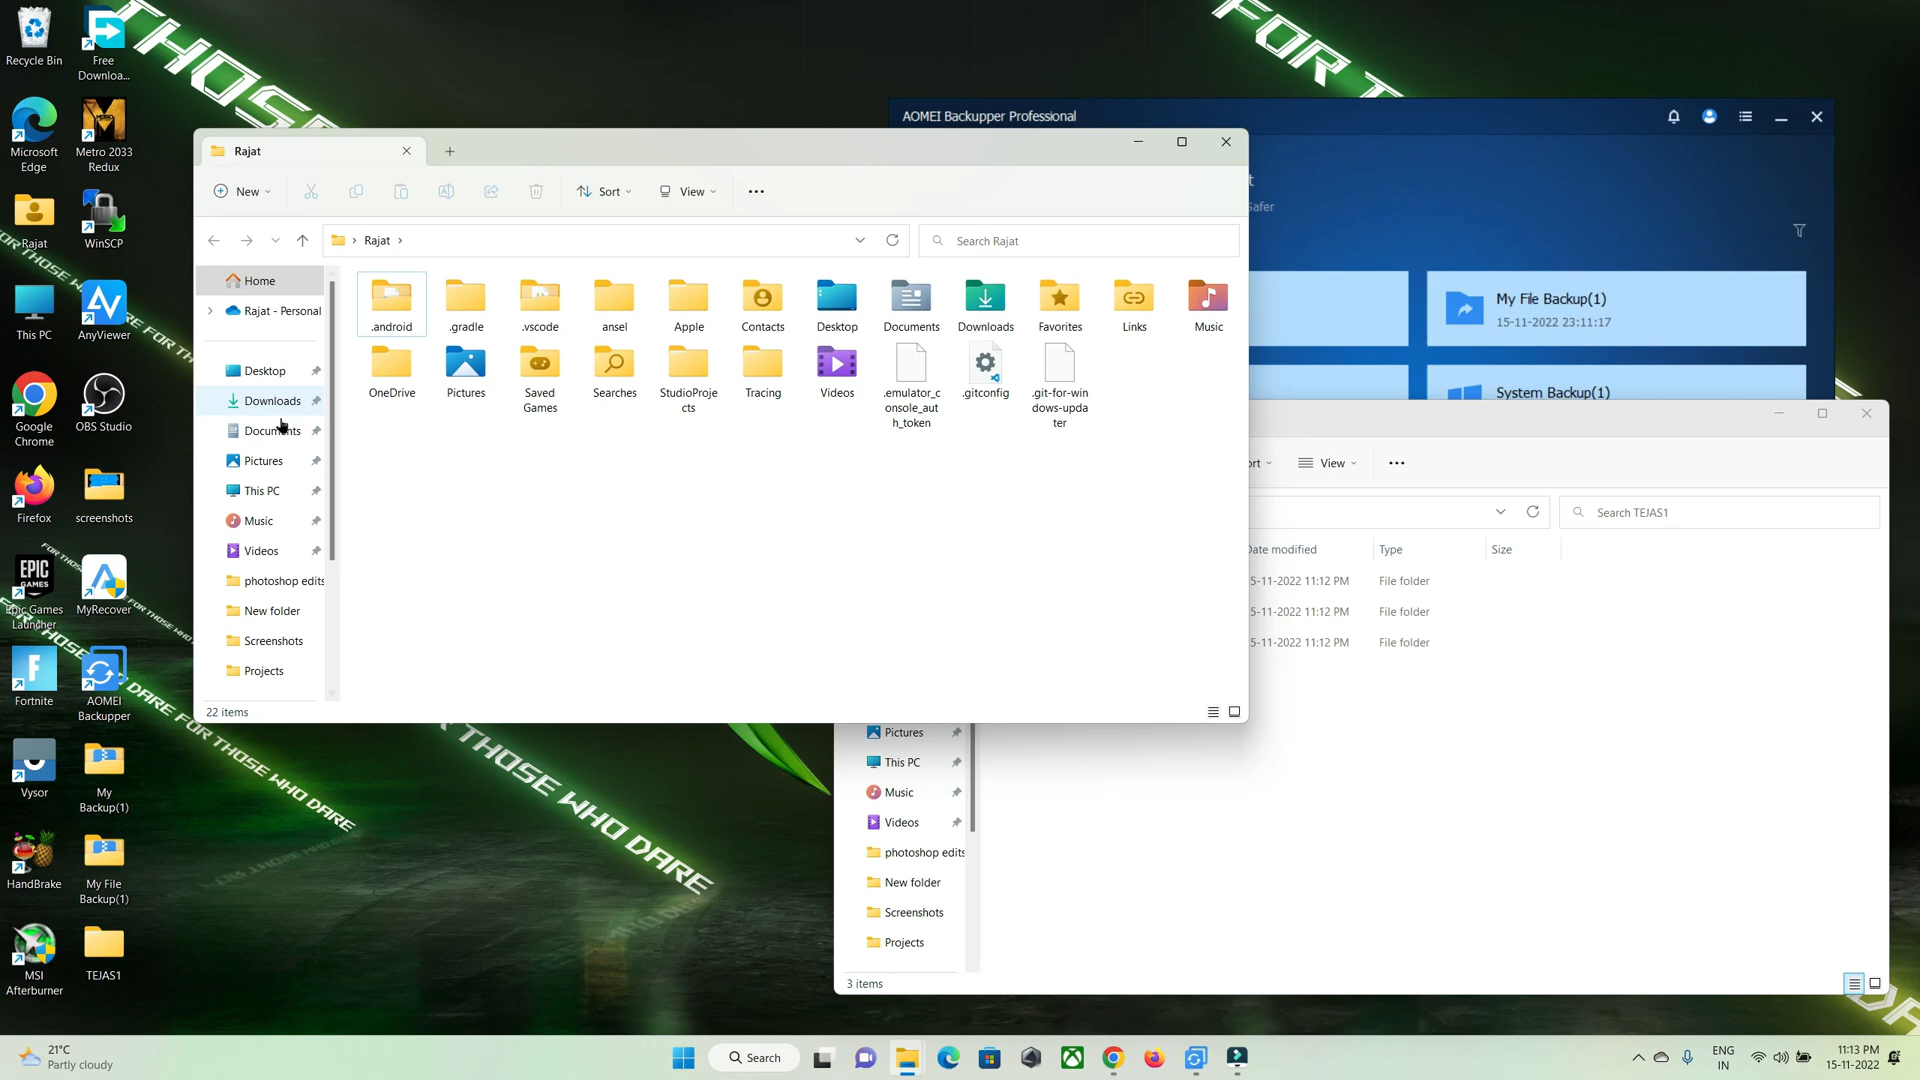 Recycle Bin
Free
Downloa...
Microsoft
Edge
Metro 2033
Redux
Rajat
WinSCP
This PC
AnyViewer
Google
Chrome
OBS Studio
Firefox
screenshots
Epic Games
Launcher
MyRecover
Fortnite
AOMEI
Backupper
Vysor
My
Backup(1)
HandBrake
My File
Backup(1)
MSI
Afterburner
TEJAS1
AOMEI Backupper Professional
Safer
My File Backup(1)
15-11-2022 23:11:17
System Backup(1)
Rajat
New
Sort
View
Rajat
Search Rajat
Home
Rajat - Personal
Desktop
Downloads
Documents
Pictures
This PC
Music
Videos
photoshop edits
New folder
Screenshots
Projects
22 items
.android
.gradle
.vscode
ansel
Apple
Contacts
Desktop
Documents
Downloads
Favorites
Links
Music
OneDrive
Pictures
Saved
Games
Searches
StudioProje
cts
Tracing
Videos
.emulator_c
onsole_aut
h_token
.gitconfig
.git-for-win
dows-upda
ter
View
Search TEJAS1
Date modified
Type
Size
5-11-2022 11:12 PM
File folder
5-11-2022 11:12 PM
File folder
5-11-2022 11:12 PM
File folder
Pictures
This PC
Music
Videos
photoshop edits
New folder
Screenshots
Projects
3 items
FOR THOSE WHO DARE
THOSE WHO DARE
21°C
Partly cloudy
Search
ENG
IN
11:13 PM
15-11-2022